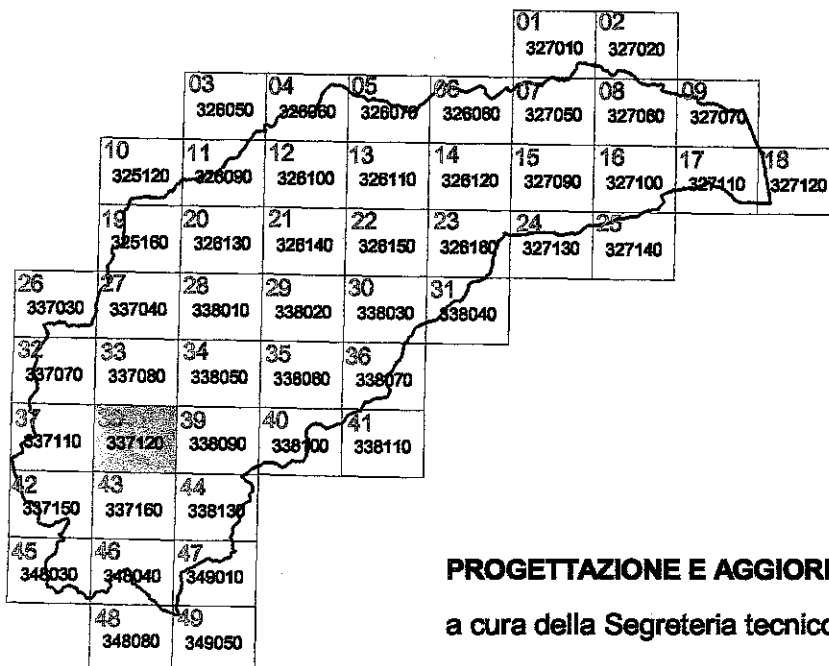 01 02
327010 327020
03 04 05 06 07 08 09
326050 326060 326070 326080 327050 327060 327070
10 11 12 13 14 15 16 17 18
325120 326090 326100 326110 326120 327090 327100 327110 327120
19 20 21 22 23 24 25
325160 326130 326140 326150 326160 327130 327140
26 27 28 29 30 31
337030 337040 338010 338020 338030 338040
32 33 34 35 36
337070 337080 338050 338060 338070
37 38 39 40 41
337110 337120 338090 338100 338110
42 43 44
337150 337160 338130
45 46 47
348030 348040 349010
48 49
348080 349050
PROGETTAZIONE E AGGIOR
a cura della Segreteria tecnico